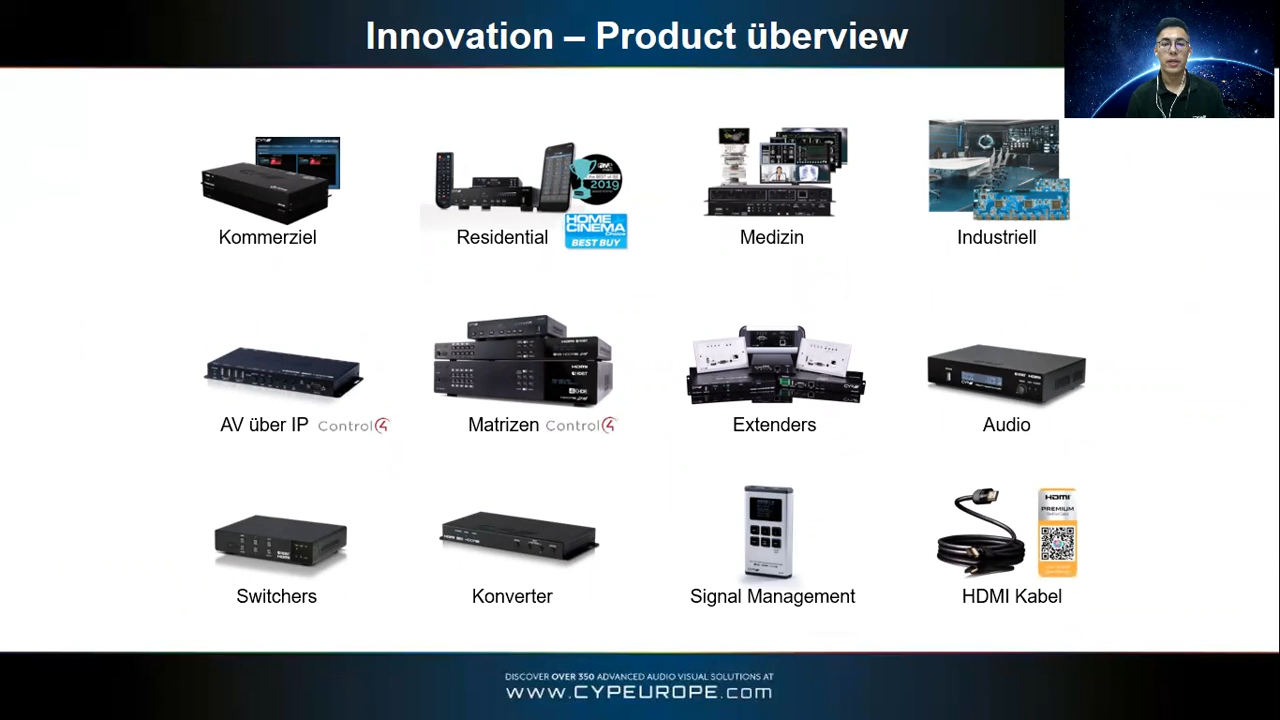 Innovation – Product überview
Kommerziel
Residential
2019
HOME
CINEMA
Choice
BEST BUY
Medizin
Industriell
AV über IP
Control4
Matrizen
Control4
Extenders
Audio
Switchers
Konverter
Signal Management
HDMI
PREMIUM
HDMI Kabel
DISCOVER OVER 350 ADVANCED AUDIO VISUAL SOLUTIONS AT
WWW.CYPEUROPE.com